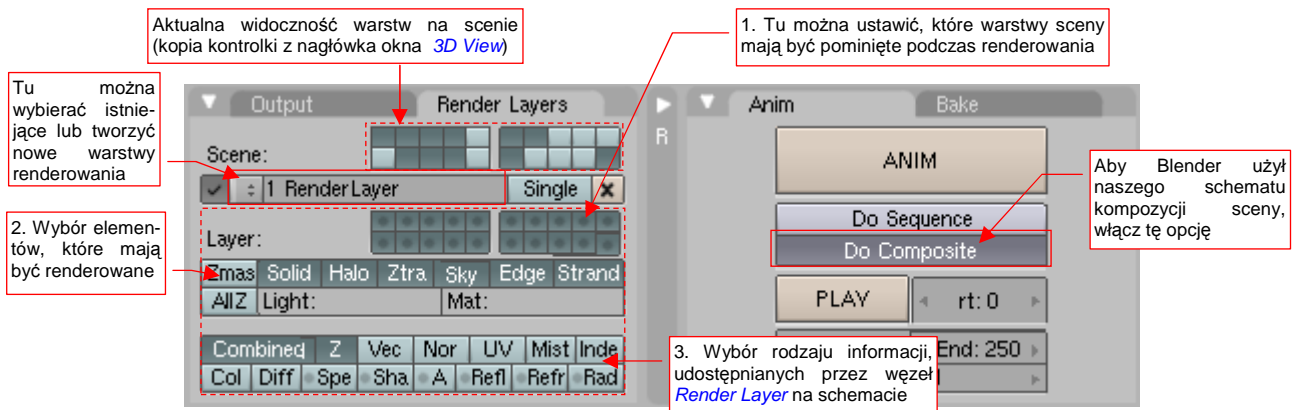 Aktualna widoczność warstw na scenie
(kopia kontrolki z nagłówka okna 3D View)
1. Tu można ustawić, które warstwy sceny
mają być pominięte podczas renderowania
Tu można
wybierać istnie-
jące lub tworzyć
nowe warstwy
renderowania
2. Wybór elemen-
tów, które mają
być renderowane
Output
Render Layers
Scene:
1 RenderLayer
Single
Layer:
Zmas Solid Halo Ztra Sky Edge Strand
AllZ Light: Mat:
Combined Z Vec Nor UV Mist Inde
Col Diff Spe Sha A Refl Refr Rad
R
Anim
Bake
ANIM
Do Sequence
Do Composite
PLAY
rt: 0
End: 250
Aby Blender użył
naszego schematu
kompozycji sceny,
włącz tę opcję
3. Wybór rodzaju informacji,
udostępnianych przez węzeł
Render Layer na schemacie